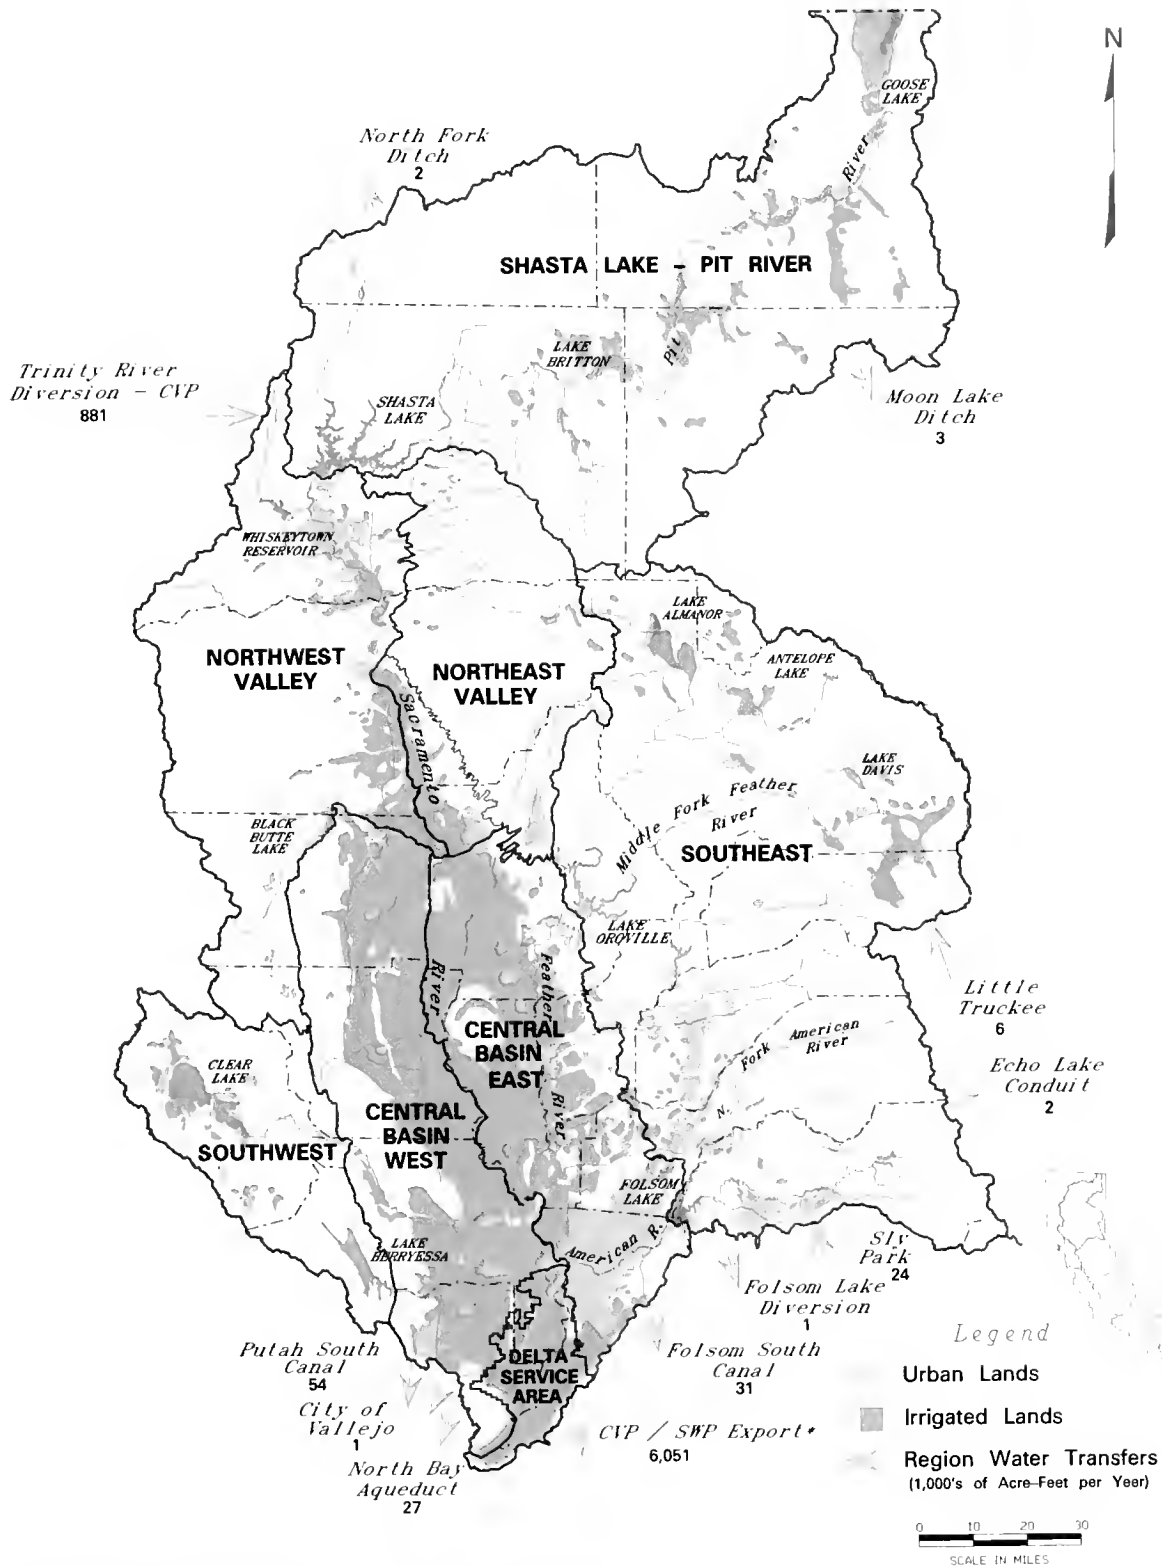 N
GOOSE
LAKE
River
North Fork
Ditch
2
SHASTA LAKE - PIT RIVER
LAKE
BRITTON
Pit
Trinity River
Diversion - CVP
881
SHASTA
LAKE
Moon Lake
Ditch
3
WHISKEYTOWN
RESERVOIR
LAKE
ALMANOR
NORTHWEST
VALLEY
NORTHEAST
VALLEY
ANTELOPE
LAKE
Sacramento
LAKE
DAVIS
Middle Fork Feather
River
BLACK
BUTTE
LAKE
SOUTHEAST
LAKE
OROVILLE
River
Feather
Little
Truckee
6
CENTRAL
BASIN
EAST
N. Fork American
River
CLEAR
LAKE
Echo Lake
Conduit
2
River
CENTRAL
BASIN
WEST
SOUTHWEST
FOLSOM
LAKE
LAKE
BERRYESSA
American R.
Sly
Park
24
Folsom Lake
Diversion
1
Putah South
Canal
54
DELTA
SERVICE
AREA
Folsom South
Canal
31
City of
Vallejo
1
CVP / SWP Export*
6,051
North Bay
Aqueduct
27
Legend
Urban Lands
Irrigated Lands
Region Water Transfers
(1,000's of Acre-Feet per Year)
0 10 20 30
SCALE IN MILES